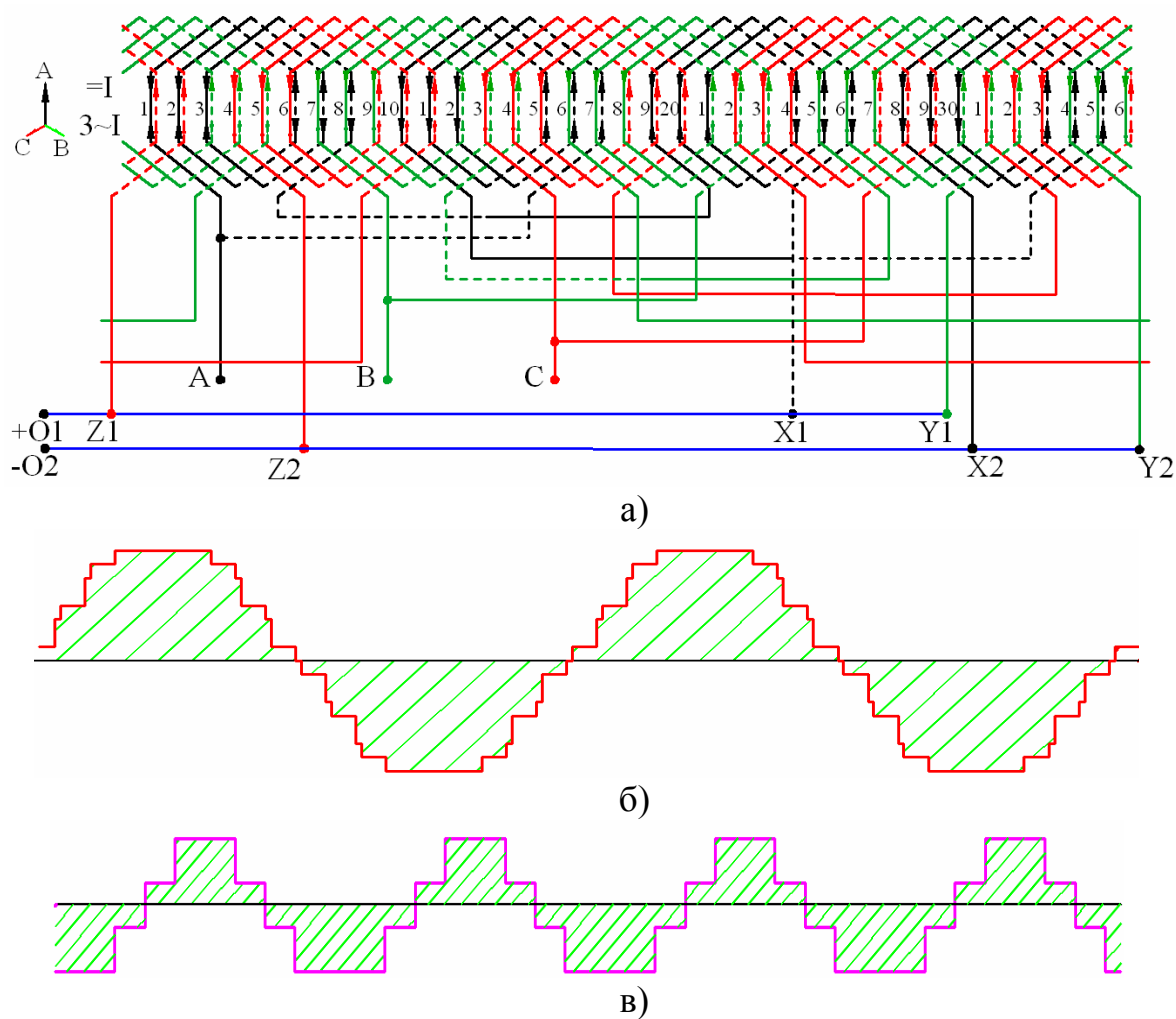 A
=I
3~I
C B
1 2 3 4 5 6 7 8 9 10 1 2 3 4 5 6 7 8 9 20 1 2 3 4 5 6 7 8 9 30 1 2 3 4 5 6
A B C
+O1 Z1 X1 Y1
-O2 Z2 X2 Y2
а)
б)
в)